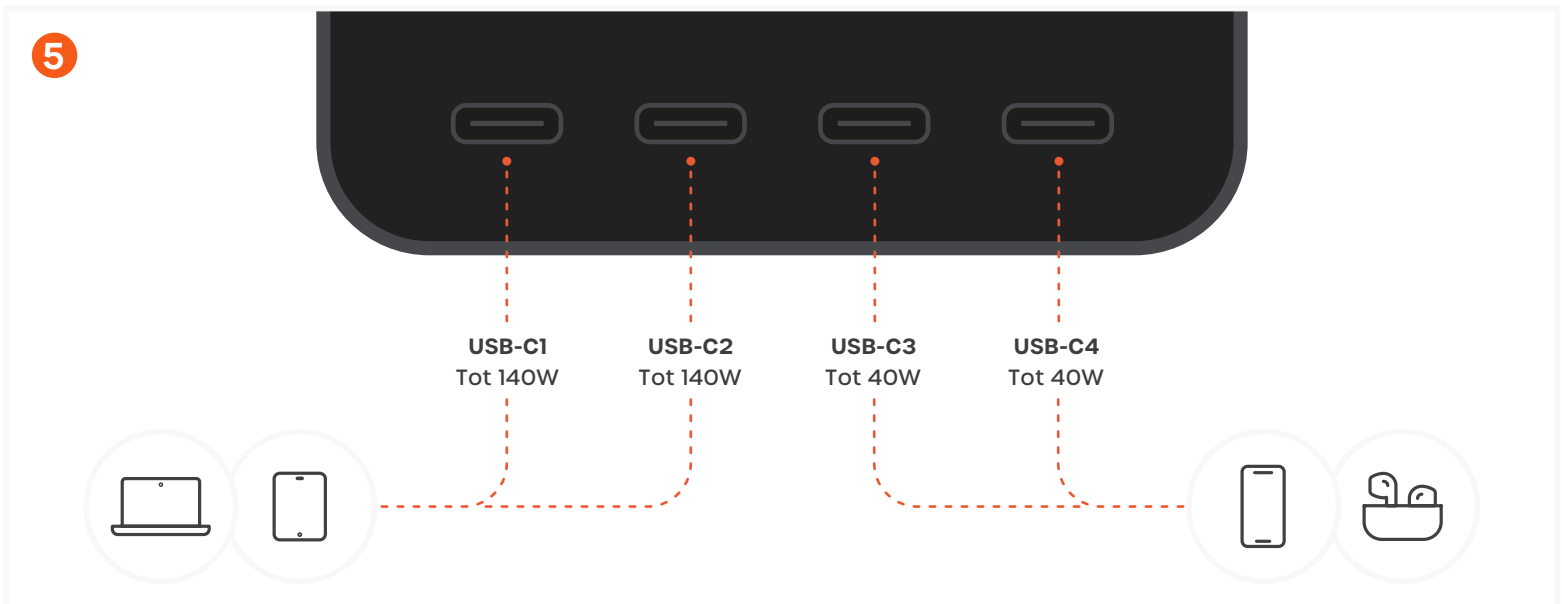 5
USB-C1
Tot 140W
USB-C2
Tot 140W
USB-C3
Tot 40W
USB-C4
Tot 40W